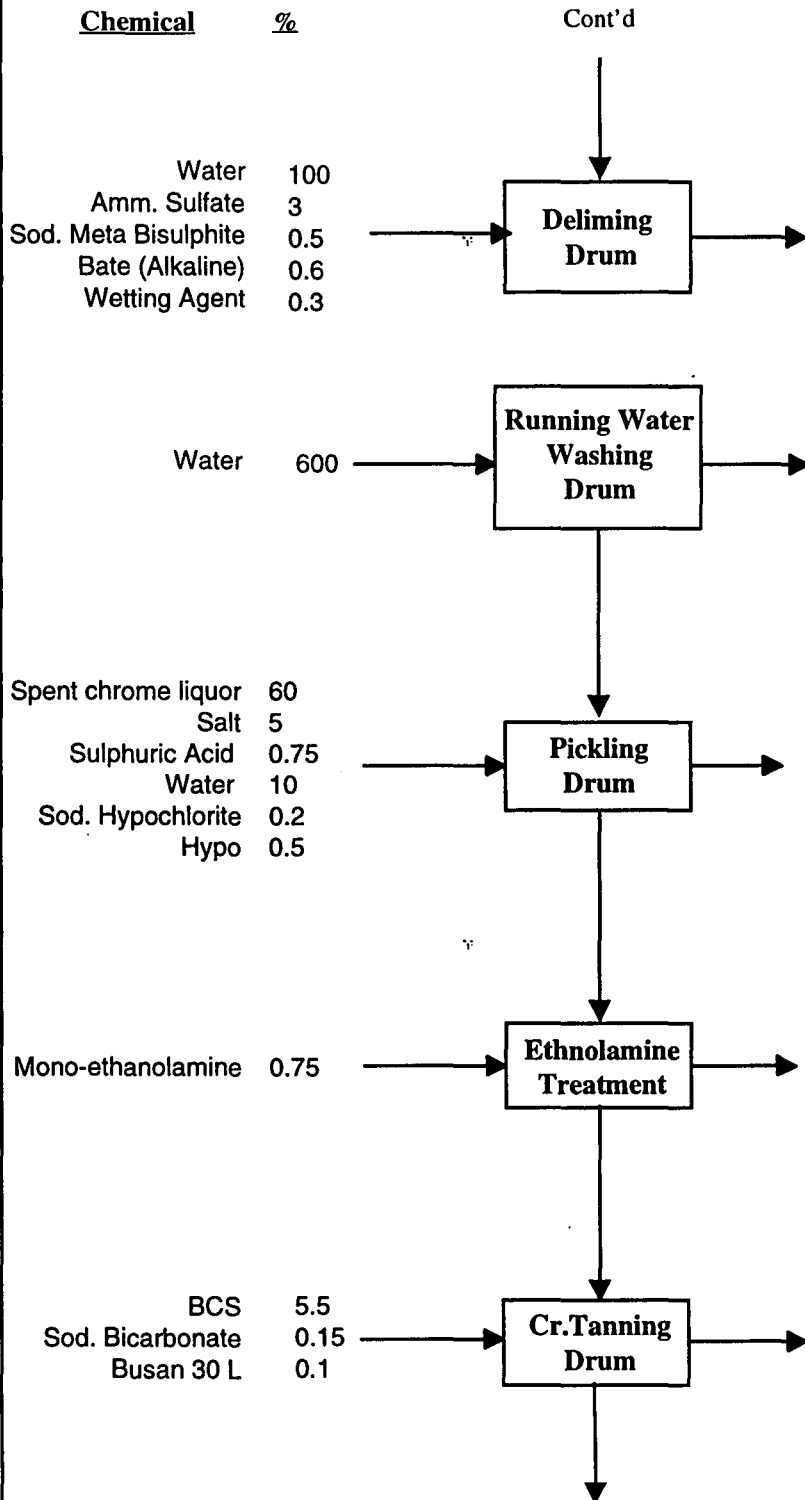 Chemical %
Cont'd
Water 100
Amm. Sulfate 3
Sod. Meta Bisulphite 0.5
Bate (Alkaline) 0.6
Wetting Agent 0.3
Deliming
Drum
Water 600
Running Water
Washing
Drum
Spent chrome liquor 60
Salt 5
Sulphuric Acid 0.75
Water 10
Sod. Hypochlorite 0.2
Hypo 0.5
Pickling
Drum
Mono-ethanolamine 0.75
Ethnolamine
Treatment
BCS 5.5
Sod. Bicarbonate 0.15
Busan 30 L 0.1
Cr.Tanning
Drum